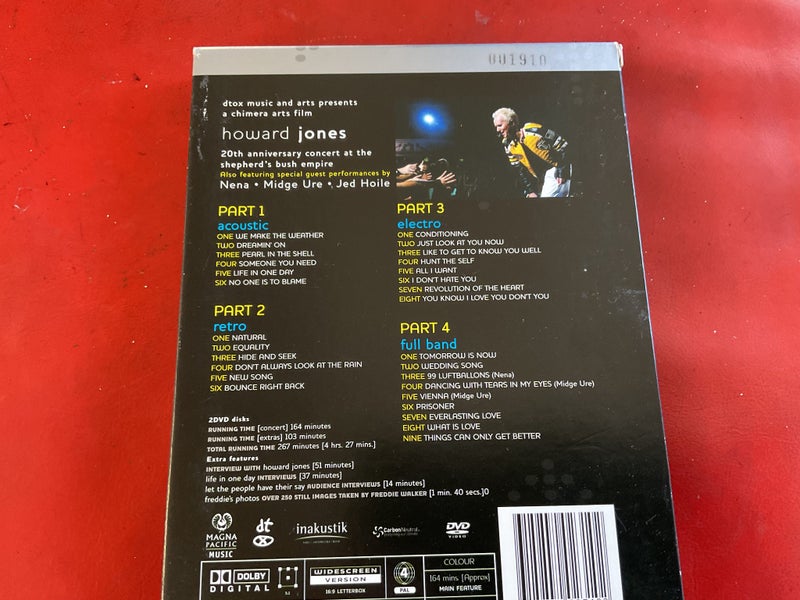 001910
dtox music and arts presents
a chimera arts film
howard jones
20th anniversary concert at the
shepherd's bush empire
Also featuring special guest performances by
Nena • Midge Ure • Jed Hoile
PART 1
acoustic
ONE WE MAKE THE WEATHER
TWO DREAMIN' ON
THREE PEARL IN THE SHELL
FOUR SOMEONE YOU NEED
FIVE LIFE IN ONE DAY
SIX NO ONE IS TO BLAME
PART 2
retro
ONE NATURAL
TWO EQUALITY
THREE HIDE AND SEEK
FOUR DON'T ALWAYS LOOK AT THE RAIN
FIVE NEW SONG
SIX BOUNCE RIGHT BACK
PART 3
electro
ONE CONDITIONING
TWO JUST LOOK AT YOU NOW
THREE LIKE TO GET TO KNOW YOU WELL
FOUR HUNT THE SELF
FIVE ALL I WANT
SIX I DON'T HATE YOU
SEVEN REVOLUTION OF THE HEART
EIGHT YOU KNOW I LOVE YOU DON'T YOU
PART 4
full band
ONE TOMORROW IS NOW
TWO WEDDING SONG
THREE 99 LUFTBALLONS (Nena)
FOUR DANCING WITH TEARS IN MY EYES (Midge Ure)
FIVE VIENNA (Midge Ure)
SIX PRISONER
SEVEN EVERLASTING LOVE
EIGHT WHAT IS LOVE
NINE THINGS CAN ONLY GET BETTER
2DVD disks
RUNNING TIME [concert] 164 minutes
RUNNING TIME [extras] 103 minutes
TOTAL RUNNING TIME 267 minutes [4 hrs. 27 mins.]
Extra features
INTERVIEW WITH howard jones [51 minutes]
life in one day INTERVIEWS [37 minutes]
let the people have their say AUDIENCE INTERVIEWS [14 minutes]
freddie's photos OVER 250 STILL IMAGES TAKEN BY FREDDIE WALKER [1 min. 40 secs.]0
MAGNA
PACIFIC
MUSIC
dt
x
inakustik
CarbonNeutral
DVD
VIDEO
DOLBY
DIGITAL
5.1
WIDESCREEN
VERSION
16:9 LETTERBOX
4
PAL
COLOUR
164 mins. [Approx]
MAIN FEATURE